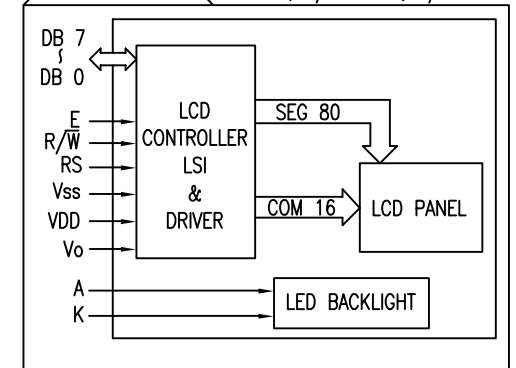 DB 7
~
DB 0
E
R/W̅
RS
Vss
VDD
Vo
A
K
LCD
CONTROLLER
LSI
&
DRIVER
SEG 80
COM 16
LCD PANEL
LED BACKLIGHT